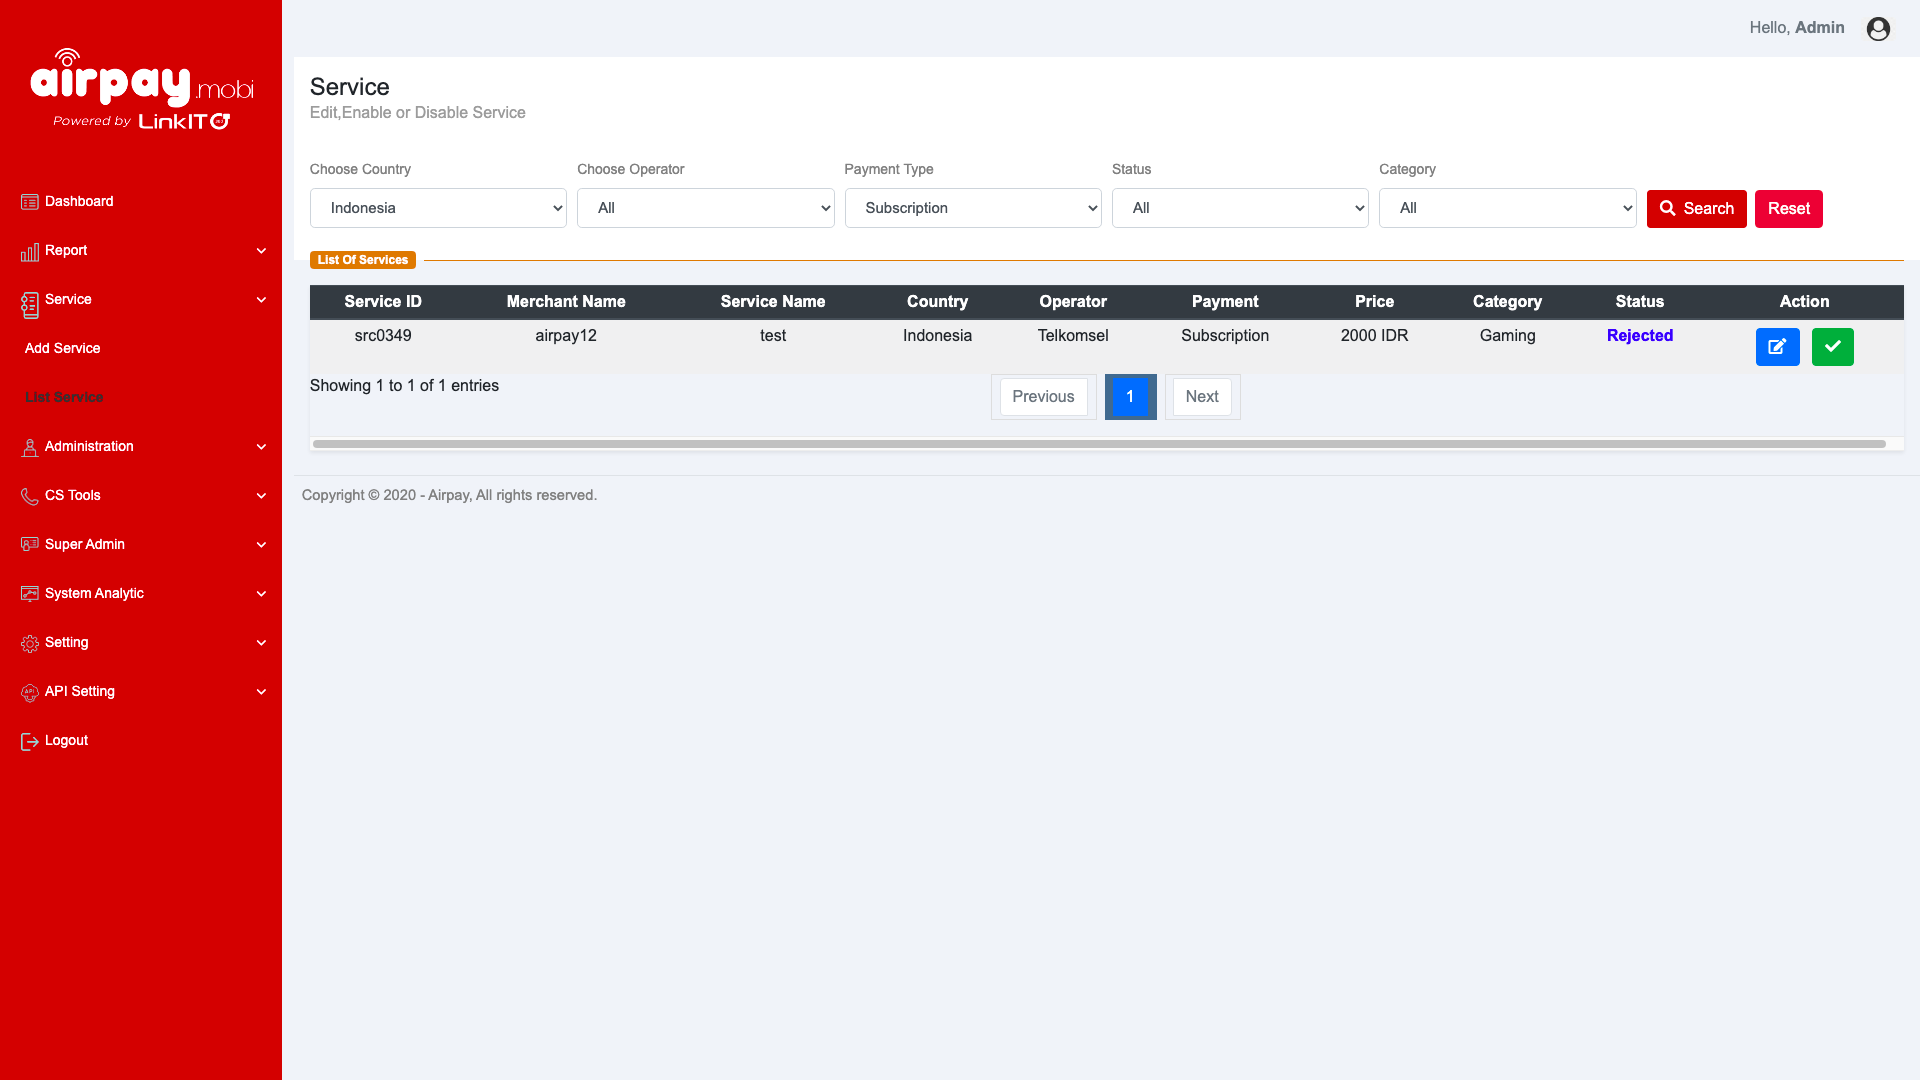 Hello, Admin
airpay.mobi
Powered by LinkIT
Dashboard
Report
Service
Add Service
List Service
Administration
CS Tools
Super Admin
System Analytic
Setting
API Setting
Logout
Service
Edit,Enable or Disable Service
Choose Country Choose Operator Payment Type Status Category
Indonesia All Subscription All All Search Reset
List Of Services
Service ID Merchant Name Service Name Country Operator Payment Price Category Status Action
src0349 airpay12 test Indonesia Telkomsel Subscription 2000 IDR Gaming Rejected
Showing 1 to 1 of 1 entries
Previous 1 Next
Copyright © 2020 - Airpay, All rights reserved.